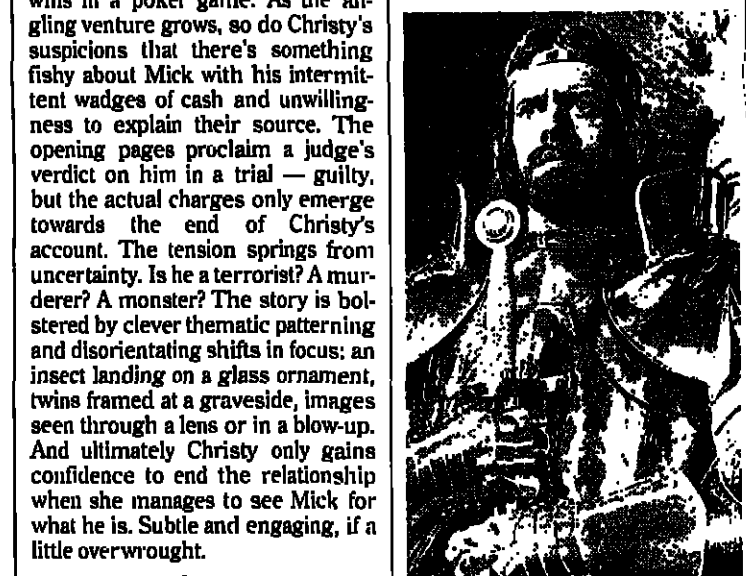 wins in a poker game. As the an-
gling venture grows, so do Christy's
suspicions that there's something
fishy about Mick with his intermit-
tent wadges of cash and unwilling-
ness to explain their source. The
opening pages proclaim a judge's
verdict on him in a trial — guilty,
but the actual charges only emerge
towards the end of Christy's
account. The tension springs from
uncertainty. Is he a terrorist? A mur-
derer? A monster? The story is bol-
stered by clever thematic patterning
and disorientating shifts in focus: an
insect landing on a glass ornament,
twins framed at a graveside, images
seen through a lens or in a blow-up.
And ultimately Christy only gains
confidence to end the relationship
when she manages to see Mick for
what he is. Subtle and engaging, if a
little overwrought.